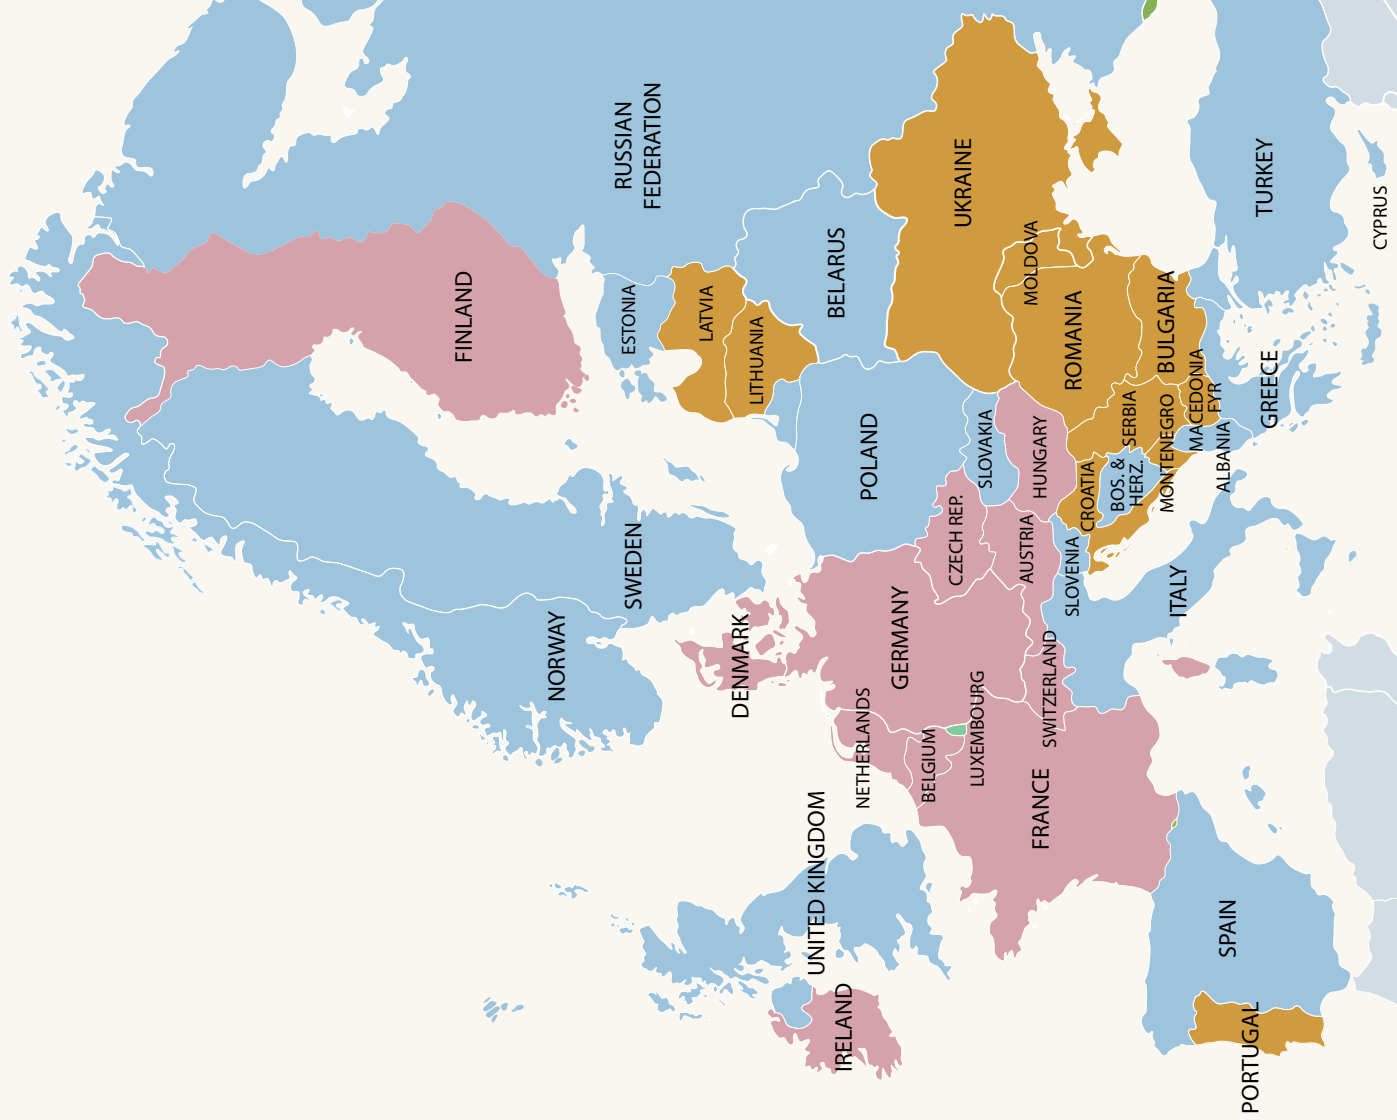 NORWAY
SWEDEN
FINLAND
RUSSIAN
FEDERATION
ESTONIA
LATVIA
LITHUANIA
DENMARK
UNITED KINGDOM
IRELAND
NETHERLANDS
BELGIUM
LUXEMBOURG
GERMANY
POLAND
BELARUS
UKRAINE
CZECH REP.
SLOVAKIA
AUSTRIA
HUNGARY
MOLDOVA
SWITZERLAND
FRANCE
SLOVENIA
CROATIA
BOS. &
HERZ.
SERBIA
ROMANIA
MONTENEGRO
BULGARIA
MACEDONIA
FYR
ALBANIA
ITALY
GREECE
TURKEY
CYPRUS
SPAIN
PORTUGAL